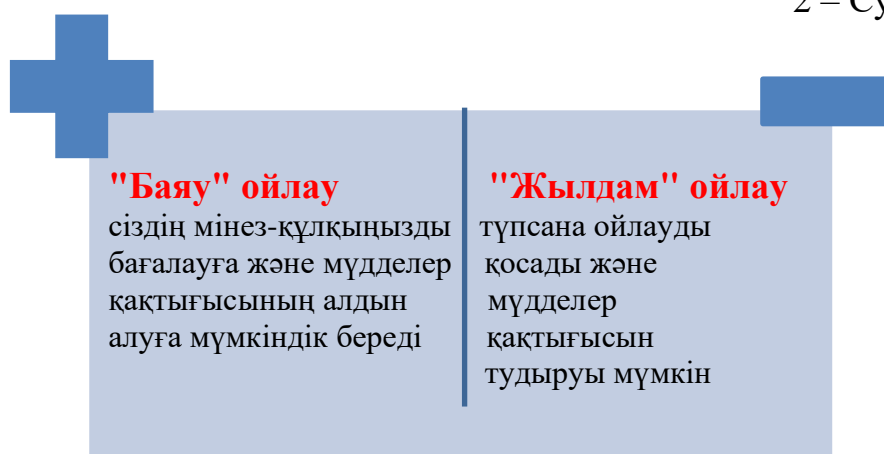 2 –
"Баяу" ойлау
сіздің мінез-құлқыңызды
бағалауға және мүдделер
қақтығысының алдын
алуға мүмкіндік береді
"Жылдам" ойлау
түпсана ойлауды
қосады және
мүдделер
қақтығысын
тудыруы мүмкін